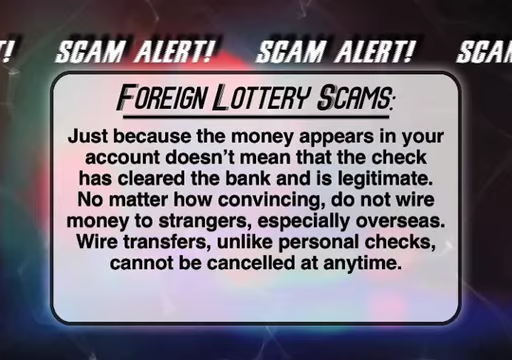 T! SCAM ALERT! SCAM ALERT! SCA
FOREIGN LOTTERY SCAMS:
Just because the money appears in your
account doesn't mean that the check
has cleared the bank and is legitimate.
No matter how convincing, do not wire
money to strangers, especially overseas.
Wire transfers, unlike personal checks,
cannot be cancelled at anytime.